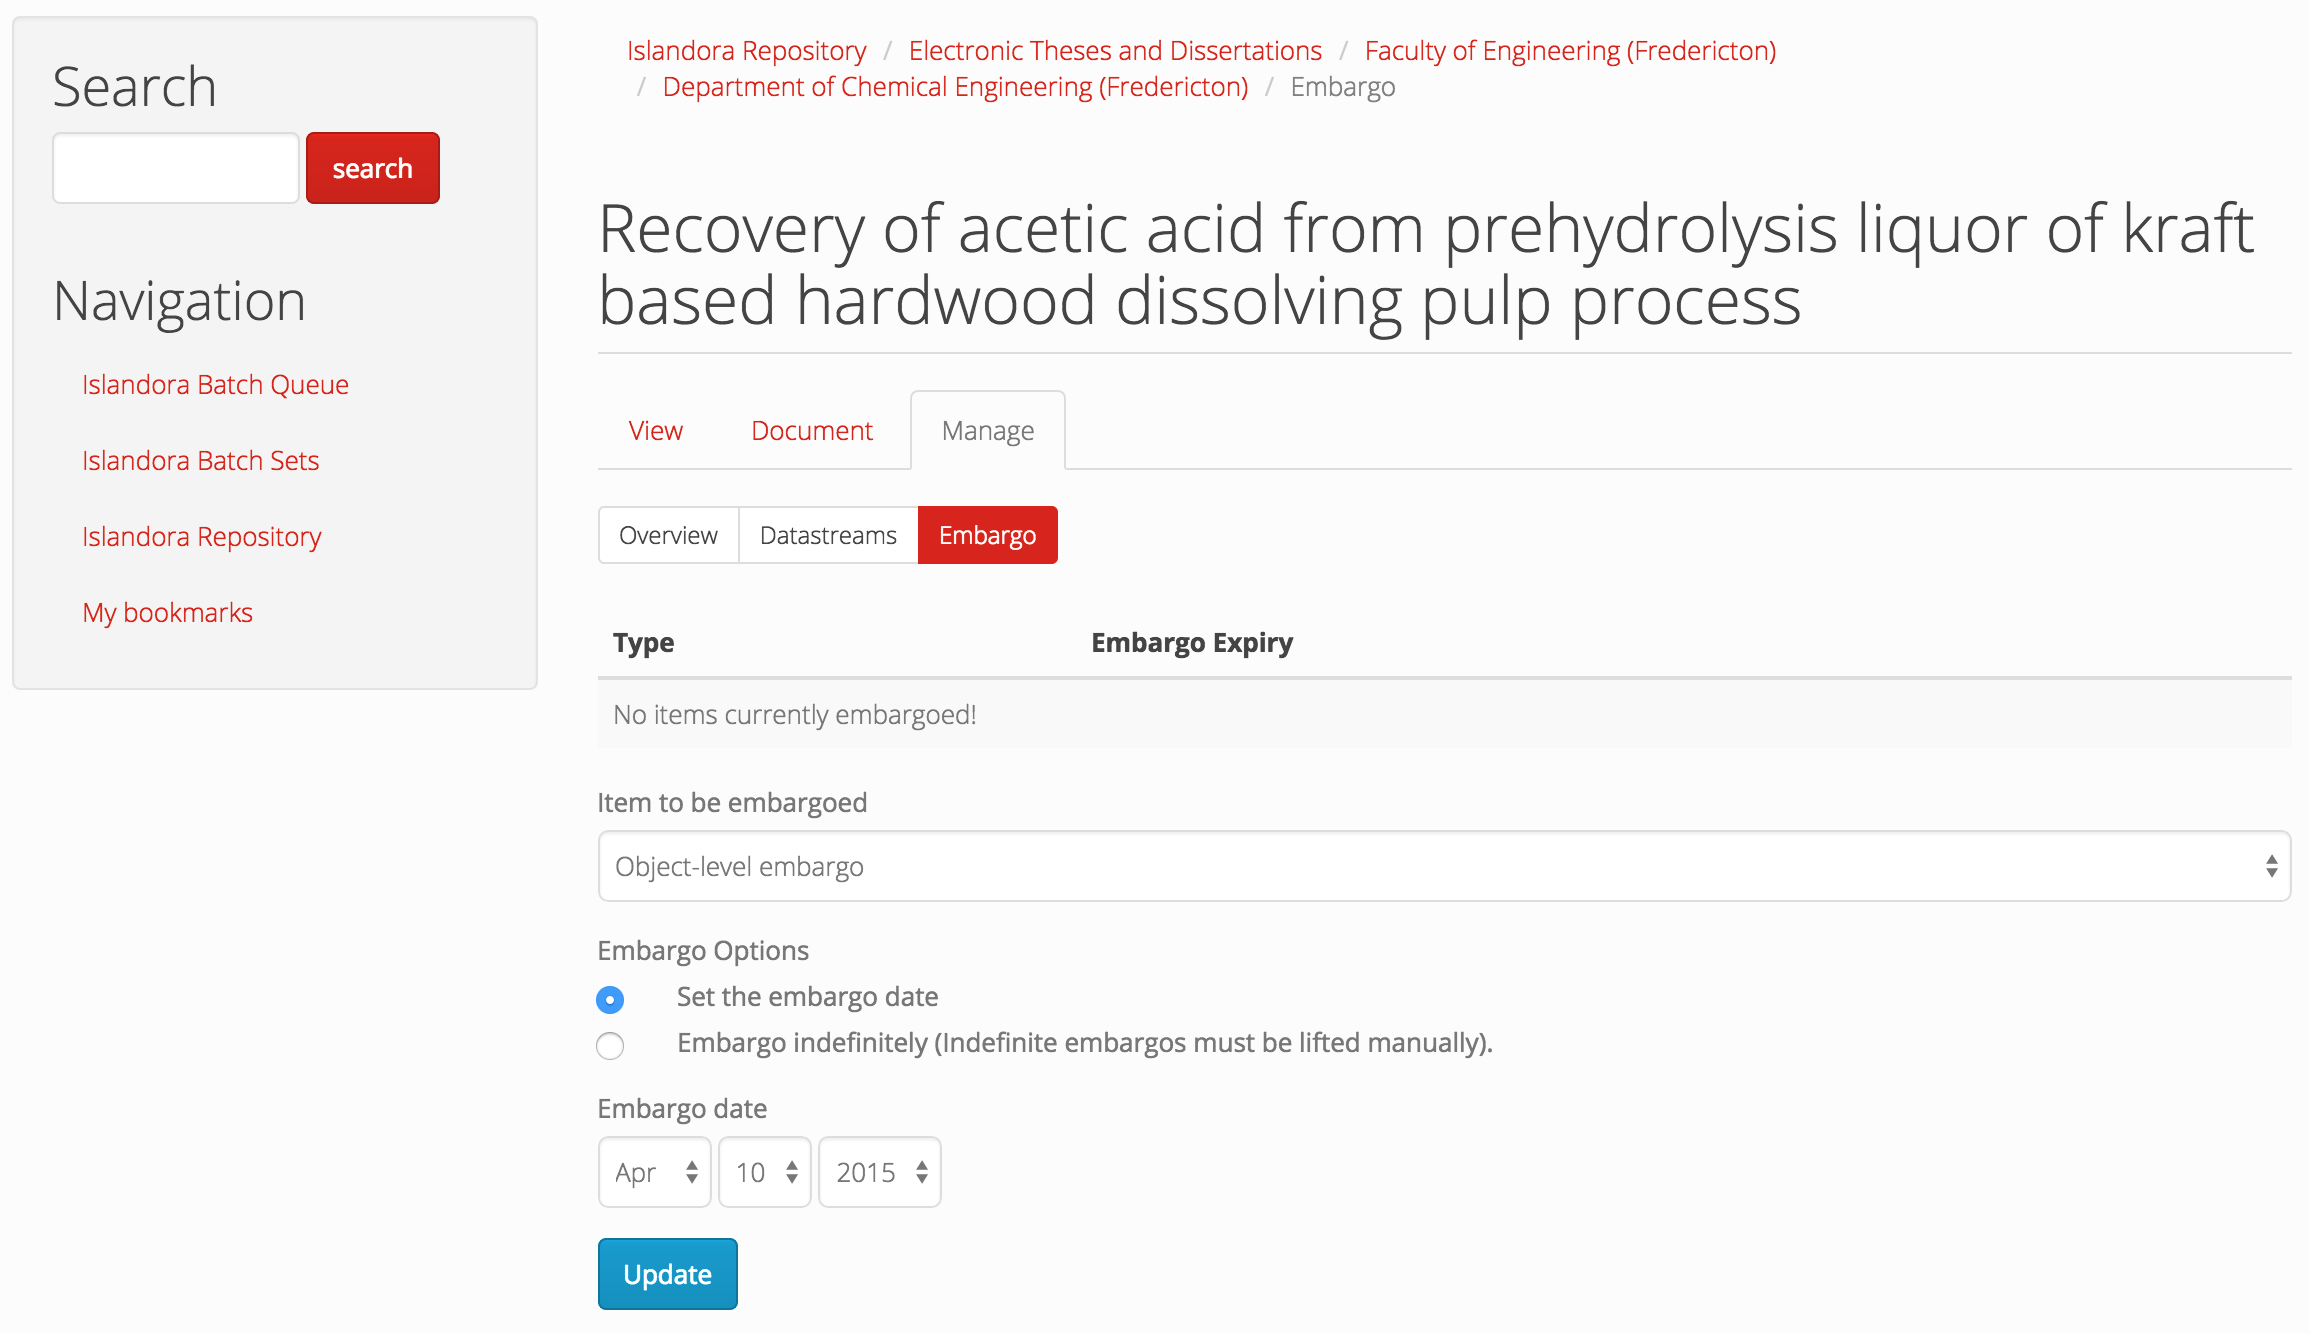 Search
search
Navigation
Islandora Batch Queue
Islandora Batch Sets
Islandora Repository
My bookmarks
Islandora Repository / Electronic Theses and Dissertations / Faculty of Engineering (Fredericton)
/ Department of Chemical Engineering (Fredericton) / Embargo
Recovery of acetic acid from prehydrolysis liquor of kraft
based hardwood dissolving pulp process
View Document Manage
Overview Datastreams Embargo
Type Embargo Expiry
No items currently embargoed!
Item to be embargoed
Object-level embargo
Embargo Options
Set the embargo date
Embargo indefinitely (Indefinite embargos must be lifted manually).
Embargo date
Apr 10 2015
Update